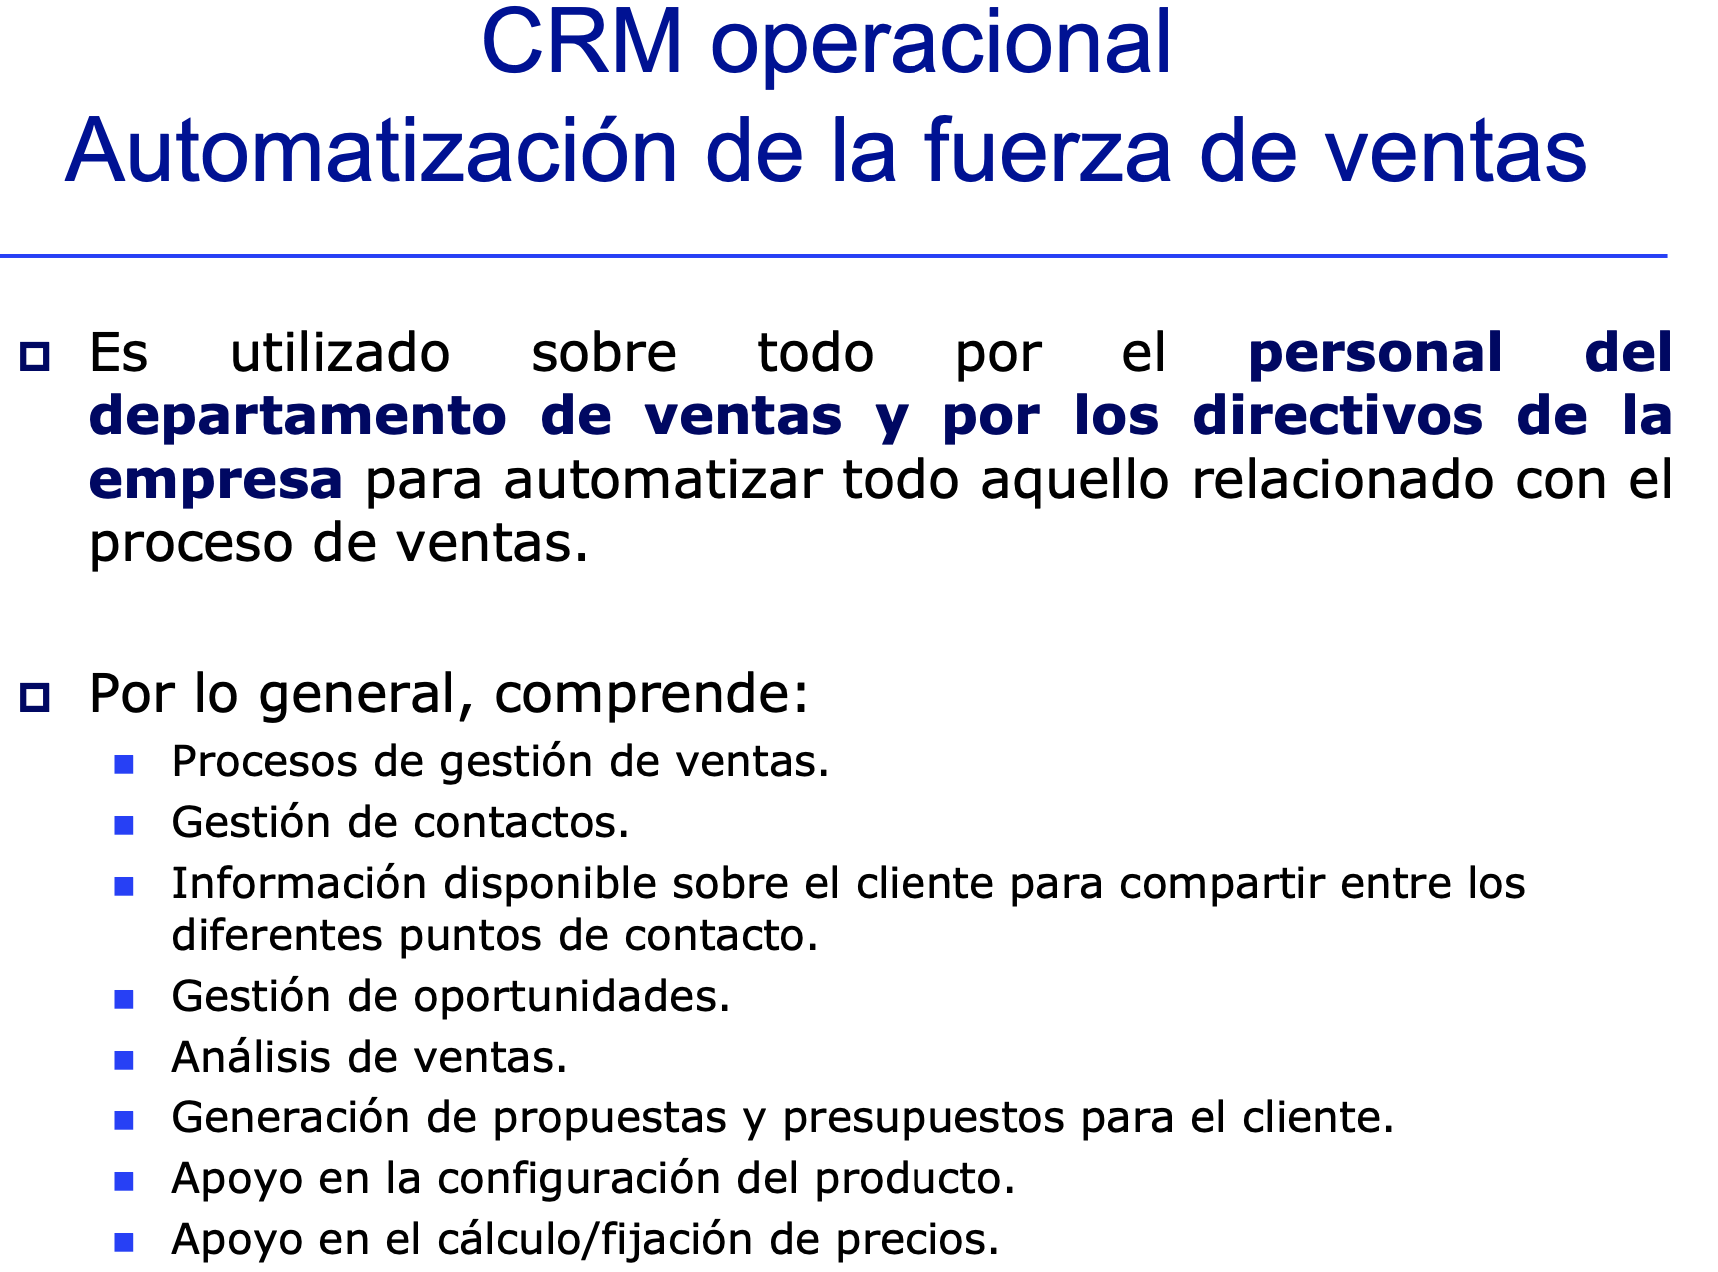 CRM operacional
Automatización de la fuerza de ventas
Es utilizado sobre todo por el personal del
departamento de ventas y por los directivos de la
empresa para automatizar todo aquello relacionado con el
proceso de ventas.
Por lo general, comprende:
Procesos de gestión de ventas.
Gestión de contactos.
Información disponible sobre el cliente para compartir entre los
diferentes puntos de contacto.
Gestión de oportunidades.
Análisis de ventas.
Generación de propuestas y presupuestos para el cliente.
Apoyo en la configuración del producto.
Apoyo en el cálculo/fijación de precios.